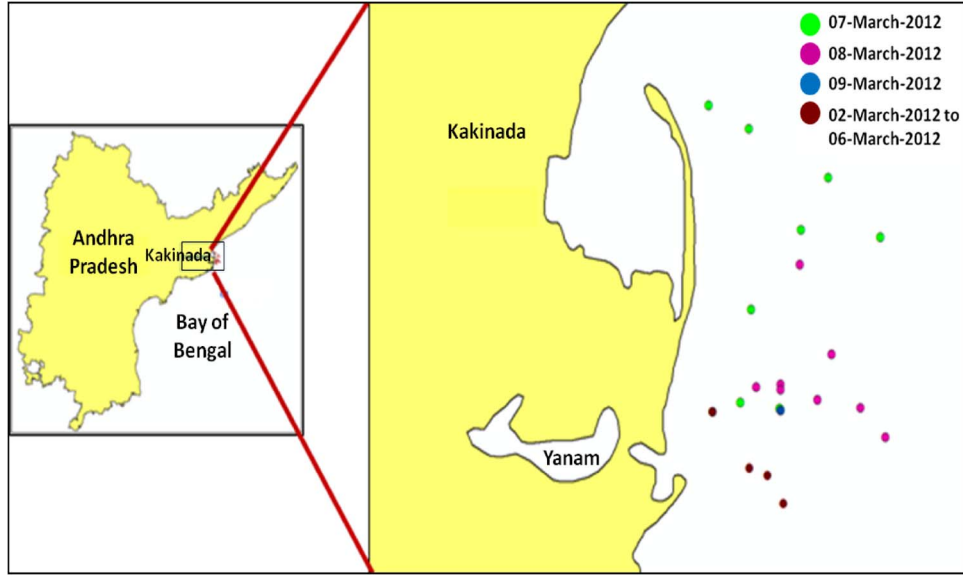 07-March-2012
08-March-2012
09-March-2012
02-March-2012 to
06-March-2012
Kakinada
Andhra
Pradesh
Kakinada
Bay of
Bengal
Yanam